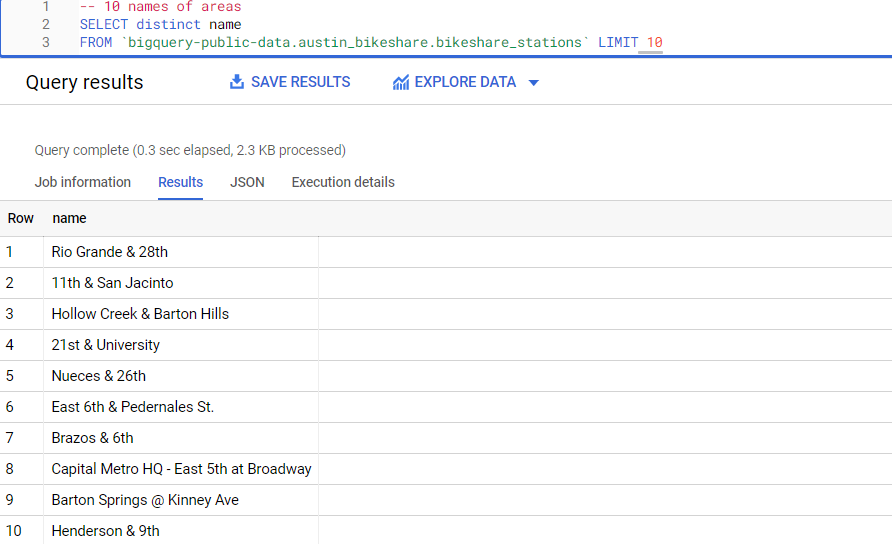 1 -- 10 names of areas
2 SELECT distinct name
3 FROM `bigquery-public-data.austin_bikeshare.bikeshare_stations` LIMIT 10
Query results SAVE RESULTS EXPLORE DATA
Query complete (0.3 sec elapsed, 2.3 KB processed)
Job information Results JSON Execution details
Row name
1 Rio Grande & 28th
2 11th & San Jacinto
3 Hollow Creek & Barton Hills
4 21st & University
5 Nueces & 26th
6 East 6th & Pedernales St.
7 Brazos & 6th
8 Capital Metro HQ - East 5th at Broadway
9 Barton Springs @ Kinney Ave
10 Henderson & 9th